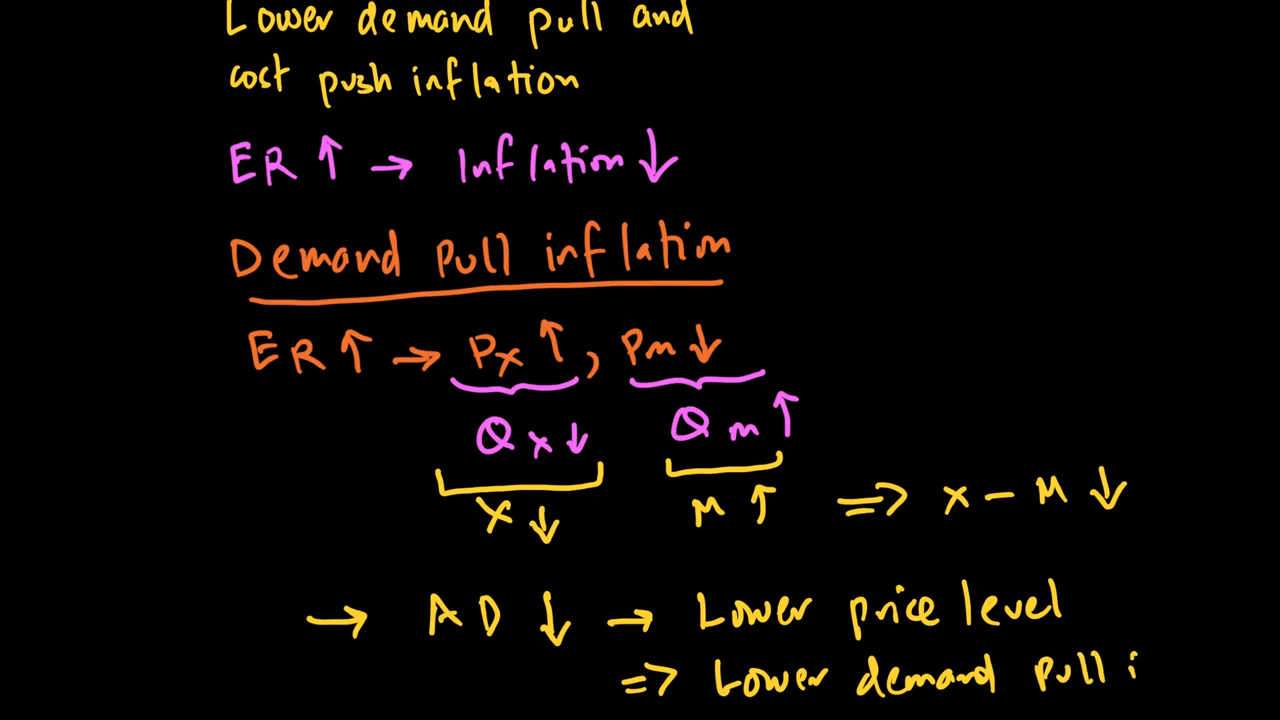 Lower demand pull and
cost push inflation
ER ↑ → Inflation ↓
Demand pull inflation
ER ↑ → Px ↑, Pm ↓
Qx ↓ Qm ↑
X ↓ M ↑ ⇒ X - M ↓
→ AD ↓ → Lower price level
⇒ Lower demand pull i